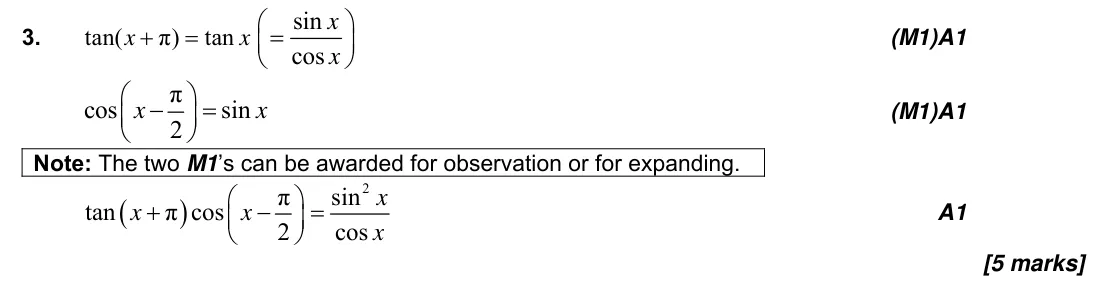 3. tan(x + π) = tan x (= sin x / cos x) (M1)A1
cos(x − π/2) = sin x (M1)A1
Note: The two M1's can be awarded for observation or for expanding.
tan(x + π)cos(x − π/2) = sin² x / cos x A1
[5 marks]